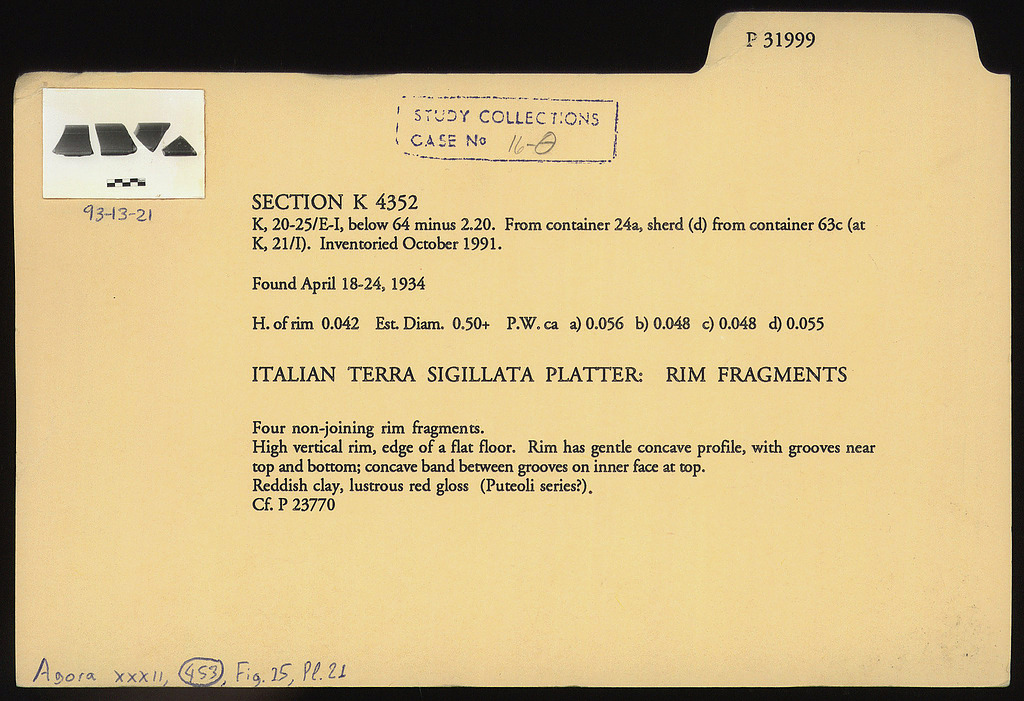 P 31999
STUDY COLLECTIONS
CASE No 16-0
93-13-21
SECTION K 4352
K, 20-25/E-I, below 64 minus 2.20. From container 24a, sherd (d) from container 63c (at
K, 21/I). Inventoried October 1991.
Found April 18-24, 1934
H. of rim 0.042 Est. Diam. 0.50+ P.W. ca a) 0.056 b) 0.048 c) 0.048 d) 0.055
ITALIAN TERRA SIGILLATA PLATTER: RIM FRAGMENTS
Four non-joining rim fragments.
High vertical rim, edge of a flat floor. Rim has gentle concave profile, with grooves near
top and bottom; concave band between grooves on inner face at top.
Reddish clay, lustrous red gloss (Puteoli series?).
Cf. P 23770
Agora XXXII, 453, Fig. 15, Pl. 21